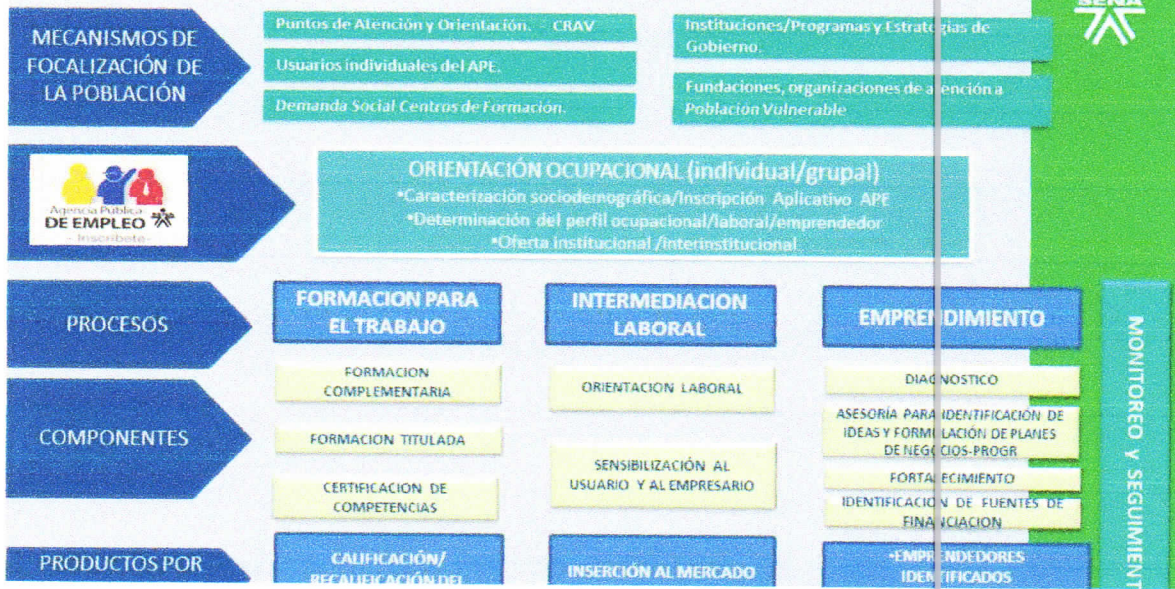 SENA
MECANISMOS DE
FOCALIZACIÓN DE
LA POBLACIÓN
Puntos de Atención y Orientación. CRAV
Usuarios individuales del APE.
Demanda Social Centros de Formación.
Instituciones/Programas y Estrategias de
Gobierno.
Fundaciones, organizaciones de atención a
Población Vulnerable
Agencia Pública
DE EMPLEO
- Inscríbete -
ORIENTACIÓN OCUPACIONAL (individual/grupal)
•Caracterización sociodemográfica/Inscripción Aplicativo APE
•Determinación del perfil ocupacional/laboral/emprendedor
•Oferta institucional /interinstitucional
PROCESOS
FORMACION PARA
EL TRABAJO
INTERMEDIACION
LABORAL
EMPRENDIMIENTO
COMPONENTES
FORMACION
COMPLEMENTARIA
FORMACION TITULADA
CERTIFICACION DE
COMPETENCIAS
ORIENTACION LABORAL
SENSIBILIZACIÓN AL
USUARIO Y AL EMPRESARIO
DIAGNOSTICO
ASESORÍA PARA IDENTIFICACIÓN DE
IDEAS Y FORMULACIÓN DE PLANES
DE NEGOCIOS-PROGR
FORTALECIMIENTO
IDENTIFICACION DE FUENTES DE
FINANCIACION
PRODUCTOS POR
CALIFICACIÓN/
RECALIFICACIÓN DEL
INSERCIÓN AL MERCADO
•EMPRENDEDORES
IDENTIFICADOS
MONITOREO y SEGUIMIENT